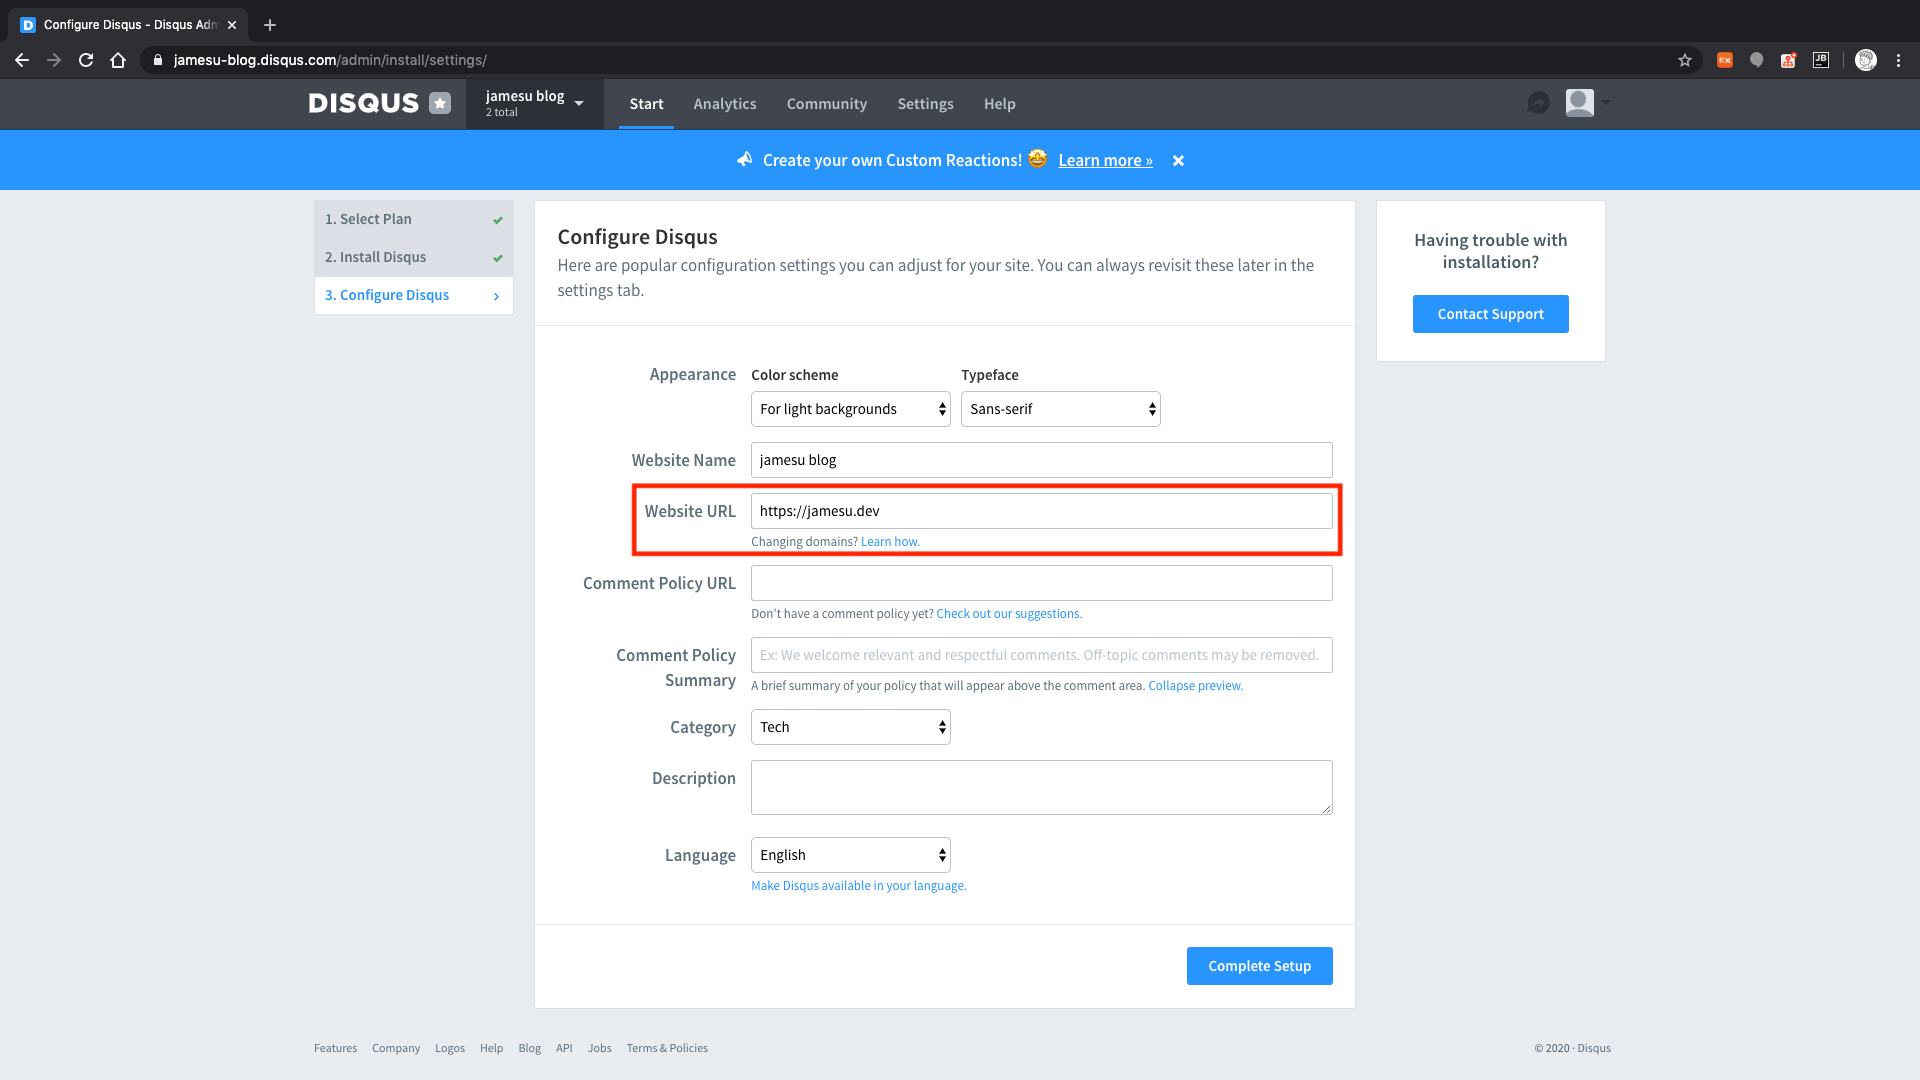 Configure Disqus - Disqus Adm
jamesu-blog.disqus.com/admin/install/settings/
DISQUS
jamesu blog
2 total
Start
Analytics
Community
Settings
Help
Create your own Custom Reactions! 🤩 Learn more »
1. Select Plan
2. Install Disqus
3. Configure Disqus
Configure Disqus
Here are popular configuration settings you can adjust for your site. You can always revisit these later in the
settings tab.
Having trouble with
installation?
Contact Support
Appearance
Color scheme
Typeface
For light backgrounds
Sans-serif
Website Name
jamesu blog
Website URL
https://jamesu.dev
Changing domains? Learn how.
Comment Policy URL
Don't have a comment policy yet? Check out our suggestions.
Comment Policy
Summary
Ex: We welcome relevant and respectful comments. Off-topic comments may be removed.
A brief summary of your policy that will appear above the comment area. Collapse preview.
Category
Tech
Description
Language
English
Make Disqus available in your language.
Complete Setup
Features
Company
Logos
Help
Blog
API
Jobs
Terms & Policies
© 2020 · Disqus